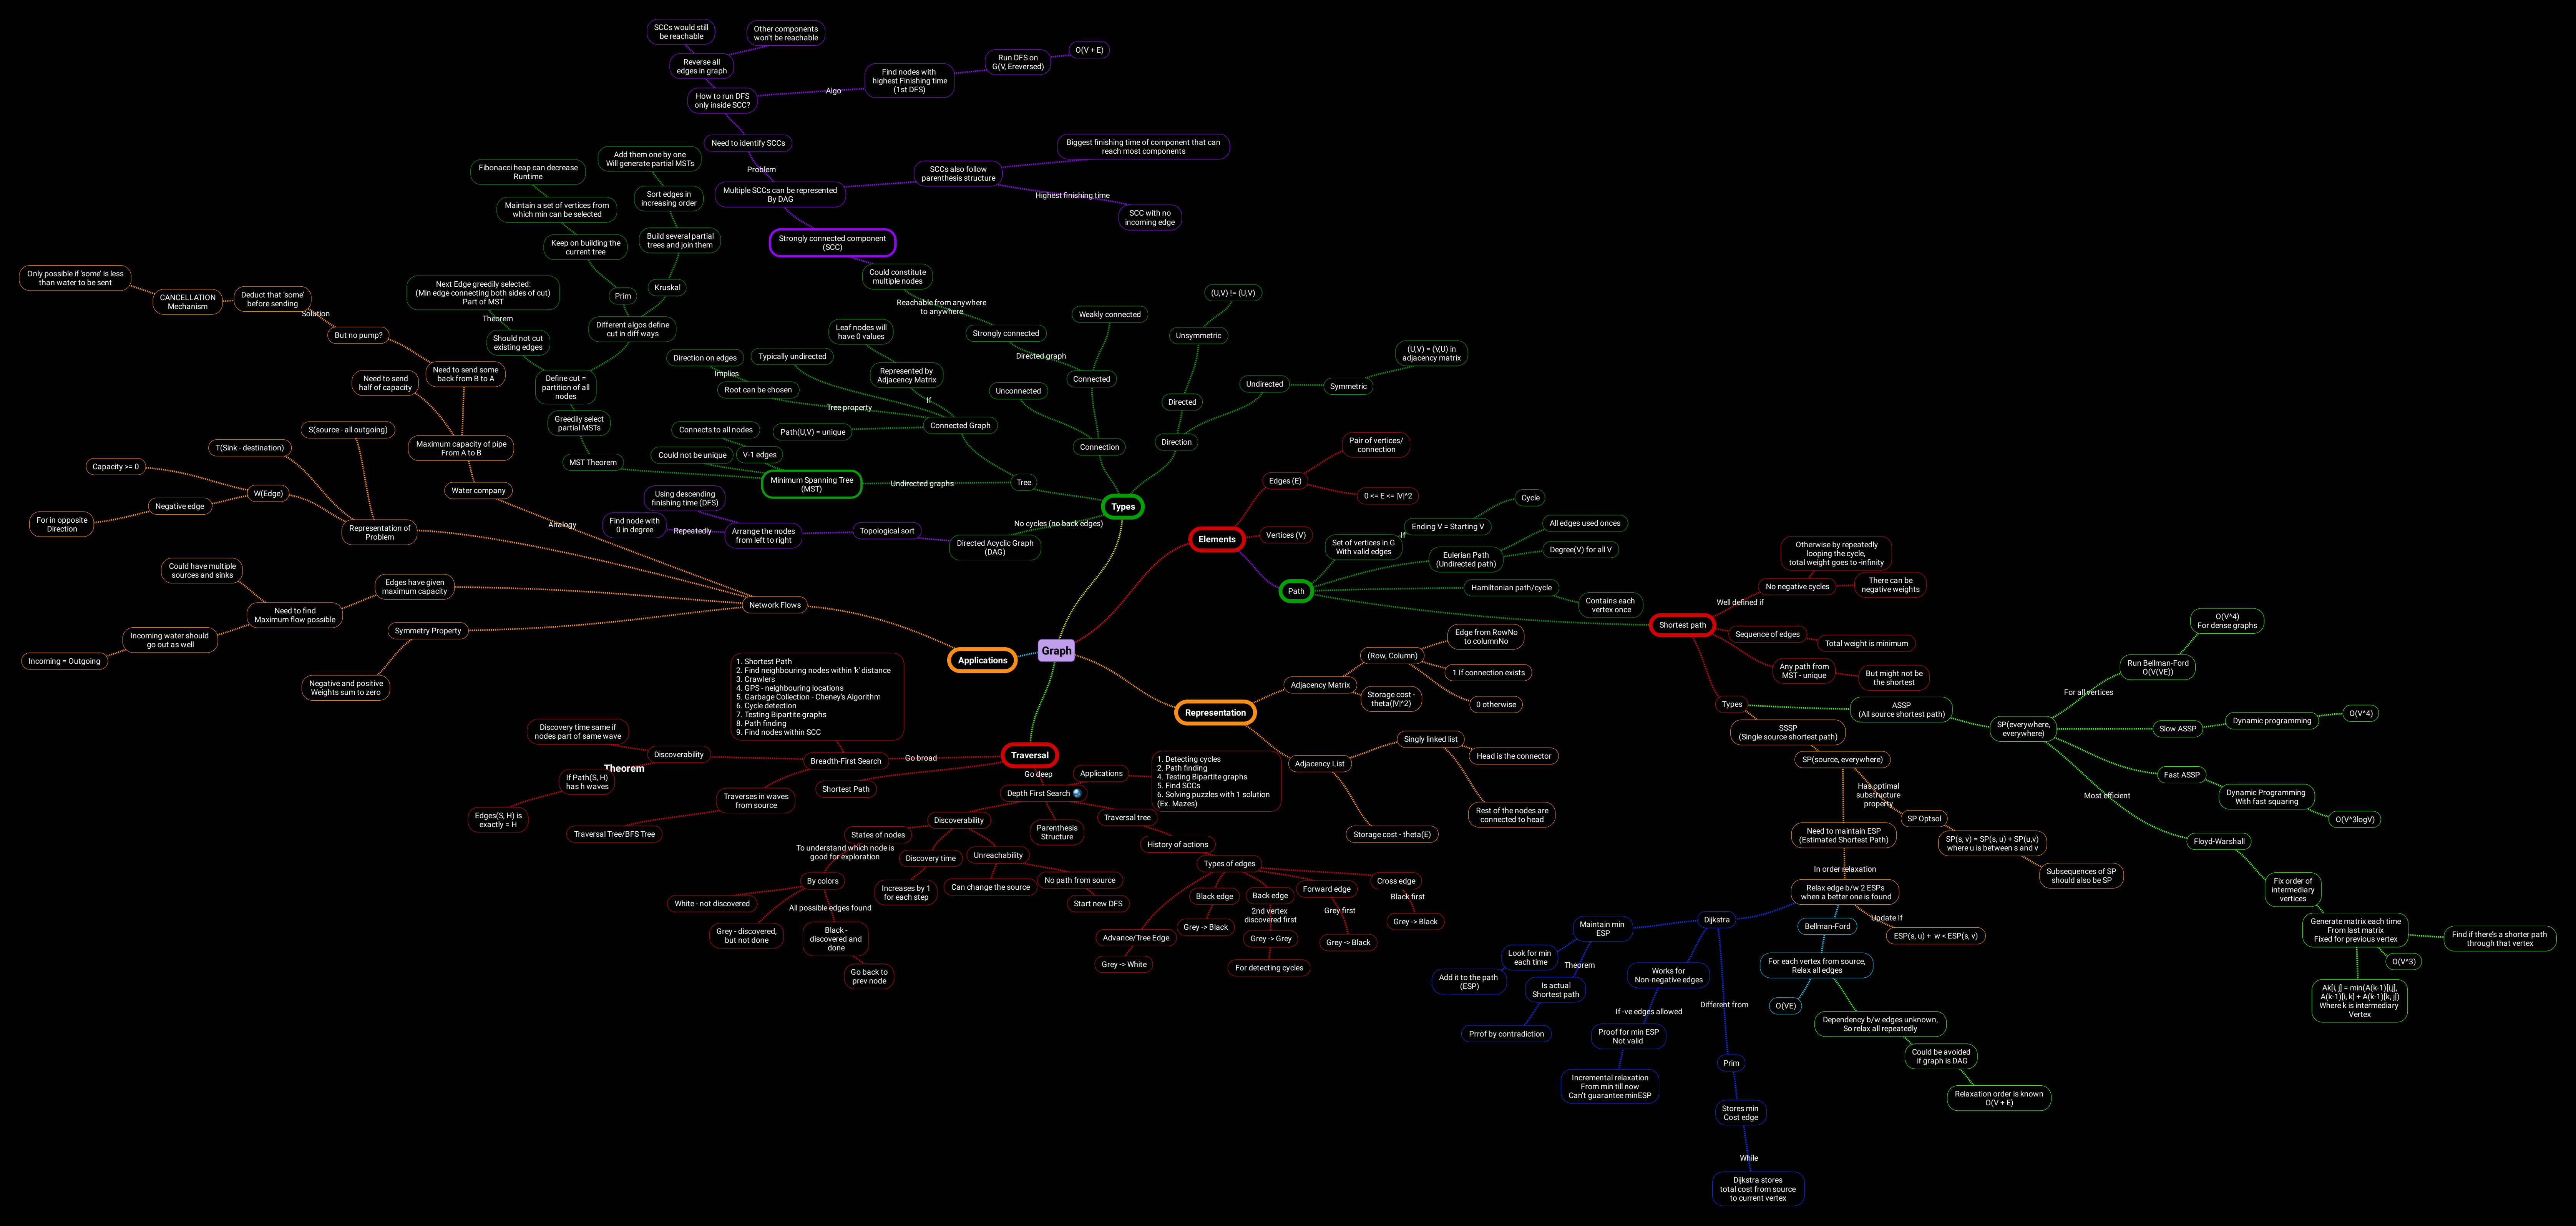 SCCs would still
be reachable
Other components
won't be reachable
Reverse all
edges in graph
How to run DFS
only inside SCC?
Algo
Find nodes with
highest Finishing time
(1st DFS)
Run DFS on
G(V, Ereversed)
O(V + E)
Need to identify SCCs
Problem
Multiple SCCs can be represented
By DAG
SCCs also follow
parenthesis structure
Biggest finishing time of component that can
reach most components
Highest finishing time
SCC with no
incoming edge
Strongly connected component
(SCC)
Could constitute
multiple nodes
Reachable from anywhere
to anywhere
Strongly connected
Directed graph
Weakly connected
Connected
Unconnected
Connection
(U,V) != (U,V)
Unsymmetric
Directed
Direction
Undirected
Symmetric
(U,V) = (V,U) in
adjacency matrix
Types
Fibonacci heap can decrease
Runtime
Maintain a set of vertices from
which min can be selected
Keep on building the
current tree
Prim
Add them one by one
Will generate partial MSTs
Sort edges in
increasing order
Build several partial
trees and join them
Kruskal
Different algos define
cut in diff ways
Next Edge greedily selected:
(Min edge connecting both sides of cut)
Part of MST
Theorem
Should not cut
existing edges
Define cut =
partition of all
nodes
Greedily select
partial MSTs
MST Theorem
Leaf nodes will
have 0 values
Represented by
Adjacency Matrix
If
Typically undirected
Direction on edges
Implies
Root can be chosen
Tree property
Path(U,V) = unique
Connected Graph
Connects to all nodes
V-1 edges
Could not be unique
Minimum Spanning Tree
(MST)
Undirected graphs
Tree
No cycles (no back edges)
Directed Acyclic Graph
(DAG)
Topological sort
Arrange the nodes
from left to right
Using descending
finishing time (DFS)
Repeatedly
Find node with
0 in degree
Only possible if 'some' is less
than water to be sent
CANCELLATION
Mechanism
Deduct that 'some'
before sending
Solution
But no pump?
Need to send some
back from B to A
Need to send
half of capacity
Maximum capacity of pipe
From A to B
Water company
Analogy
S(source - all outgoing)
T(Sink - destination)
Capacity >= 0
W(Edge)
Negative edge
For in opposite
Direction
Representation of
Problem
Could have multiple
sources and sinks
Edges have given
maximum capacity
Need to find
Maximum flow possible
Incoming water should
go out as well
Incoming = Outgoing
Symmetry Property
Negative and positive
Weights sum to zero
Network Flows
Applications
Graph
Elements
Edges (E)
Pair of vertices/
connection
0 <= E <= |V|^2
Vertices (V)
Path
Set of vertices in G
With valid edges
If
Ending V = Starting V
Cycle
Eulerian Path
(Undirected path)
All edges used onces
Degree(V) for all V
Hamiltonian path/cycle
Contains each
vertex once
Shortest path
Well defined if
No negative cycles
Otherwise by repeatedly
looping the cycle,
total weight goes to -infinity
There can be
negative weights
Sequence of edges
Total weight is minimum
Any path from
MST - unique
But might not be
the shortest
Types
ASSP
(All source shortest path)
SP(everywhere,
everywhere)
For all vertices
Run Bellman-Ford
O(V(VE))
O(V^4)
For dense graphs
Slow ASSP
Dynamic programming
O(V^4)
Fast ASSP
Dynamic Programming
With fast squaring
O(V^3logV)
Most efficient
Floyd-Warshall
Fix order of
intermediary
vertices
Generate matrix each time
From last matrix
Fixed for previous vertex
Find if there's a shorter path
through that vertex
O(V^3)
Ak[i, j] = min(A(k-1)[i,j],
A(k-1)[i, k] + A(k-1)[k, j])
Where k is intermediary
Vertex
SSSP
(Single source shortest path)
SP(source, everywhere)
Has optimal
substructure
property
SP Optsol
SP(s, v) = SP(s, u) + SP(u,v)
where u is between s and v
Subsequences of SP
should also be SP
Need to maintain ESP
(Estimated Shortest Path)
In order relaxation
Relax edge b/w 2 ESPs
when a better one is found
Update If
ESP(s, u) + w < ESP(s, v)
Bellman-Ford
For each vertex from source,
Relax all edges
O(VE)
Dependency b/w edges unknown,
So relax all repeatedly
Could be avoided
if graph is DAG
Relaxation order is known
O(V + E)
Dijkstra
Maintain min
ESP
Look for min
each time
Add it to the path
(ESP)
Theorem
Is actual
Shortest path
Prrof by contradiction
Works for
Non-negative edges
If -ve edges allowed
Proof for min ESP
Not valid
Incremental relaxation
From min till now
Can't guarantee minESP
Different from
Prim
Stores min
Cost edge
While
Dijkstra stores
total cost from source
to current vertex
Representation
Adjacency Matrix
(Row, Column)
Edge from RowNo
to columnNo
1 If connection exists
0 otherwise
Storage cost -
theta(|V|^2)
Adjacency List
Singly linked list
Head is the connector
Rest of the nodes are
connected to head
Storage cost - theta(E)
Traversal
Go broad
Breadth-First Search
1. Shortest Path
2. Find neighbouring nodes within 'k' distance
3. Crawlers
4. GPS - neighbouring locations
5. Garbage Collection - Cheney's Algorithm
6. Cycle detection
7. Testing Bipartite graphs
8. Path finding
9. Find nodes within SCC
Discoverability
Discovery time same if
nodes part of same wave
Theorem
If Path(S, H)
has h waves
Edges(S, H) is
exactly = H
Traverses in waves
from source
Traversal Tree/BFS Tree
Shortest Path
Go deep
Depth First Search
Applications
1. Detecting cycles
2. Path finding
4. Testing Bipartite graphs
5. Find SCCs
6. Solving puzzles with 1 solution
(Ex. Mazes)
Parenthesis
Structure
Discoverability
States of nodes
To understand which node is
good for exploration
By colors
White - not discovered
Grey - discovered,
but not done
All possible edges found
Black -
discovered and
done
Go back to
prev node
Discovery time
Increases by 1
for each step
Unreachability
Can change the source
No path from source
Start new DFS
Traversal tree
History of actions
Types of edges
Advance/Tree Edge
Grey -> White
Black edge
Grey -> Black
Back edge
2nd vertex
discovered first
Grey -> Grey
For detecting cycles
Forward edge
Grey first
Grey -> Black
Cross edge
Black first
Grey -> Black